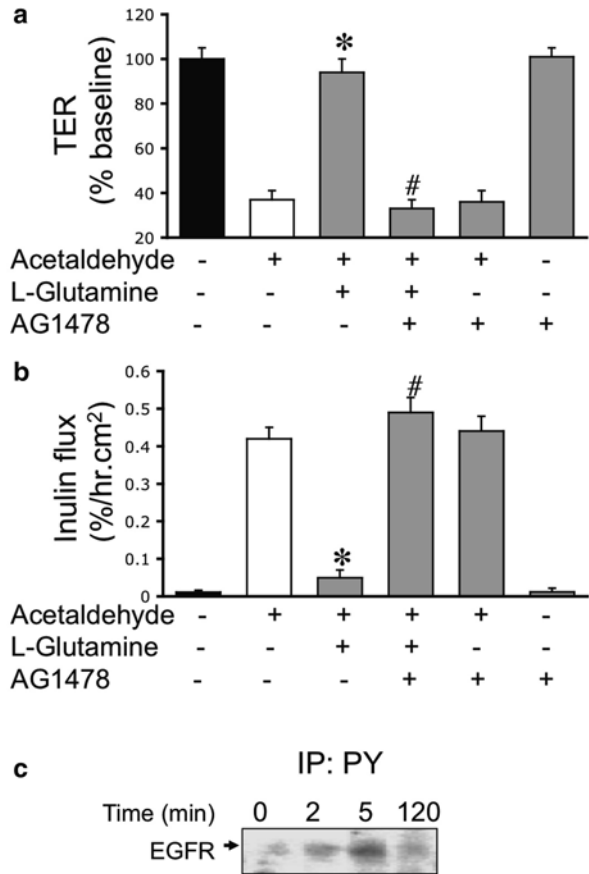 a
TER
(% baseline)
120
100
80
60
40
20
*
#
Acetaldehyde - + + + + -
L-Glutamine - - + + - -
AG1478 - - - + + +
b
Inulin flux
(%/hr.cm²)
0.6
0.5
0.4
0.3
0.2
0.1
0
*
#
Acetaldehyde - + + + + -
L-Glutamine - - + + - -
AG1478 - - - + + +
c
IP: PY
Time (min) 0 2 5 120
EGFR